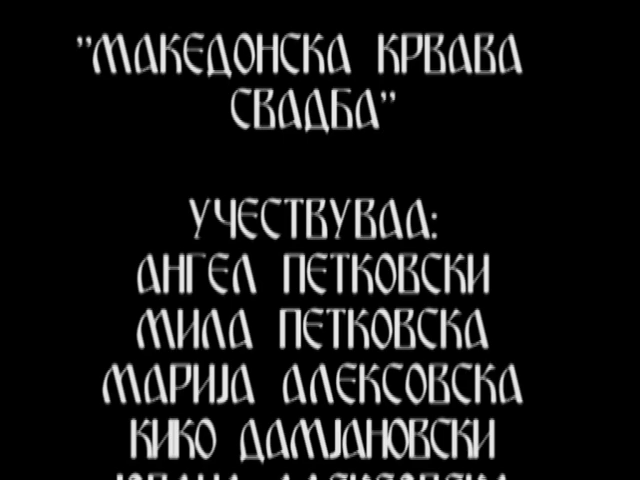 "МАКЕДОНСКА КРВАВА
СВАДБА"
УЧЕСТВУВАА:
АНГЕЛ ПЕТКОВСКИ
МИЛА ПЕТКОВСКА
МАРИЈА АЛЕКСОВСКА
КИКО ДАМЈАНОВСКИ